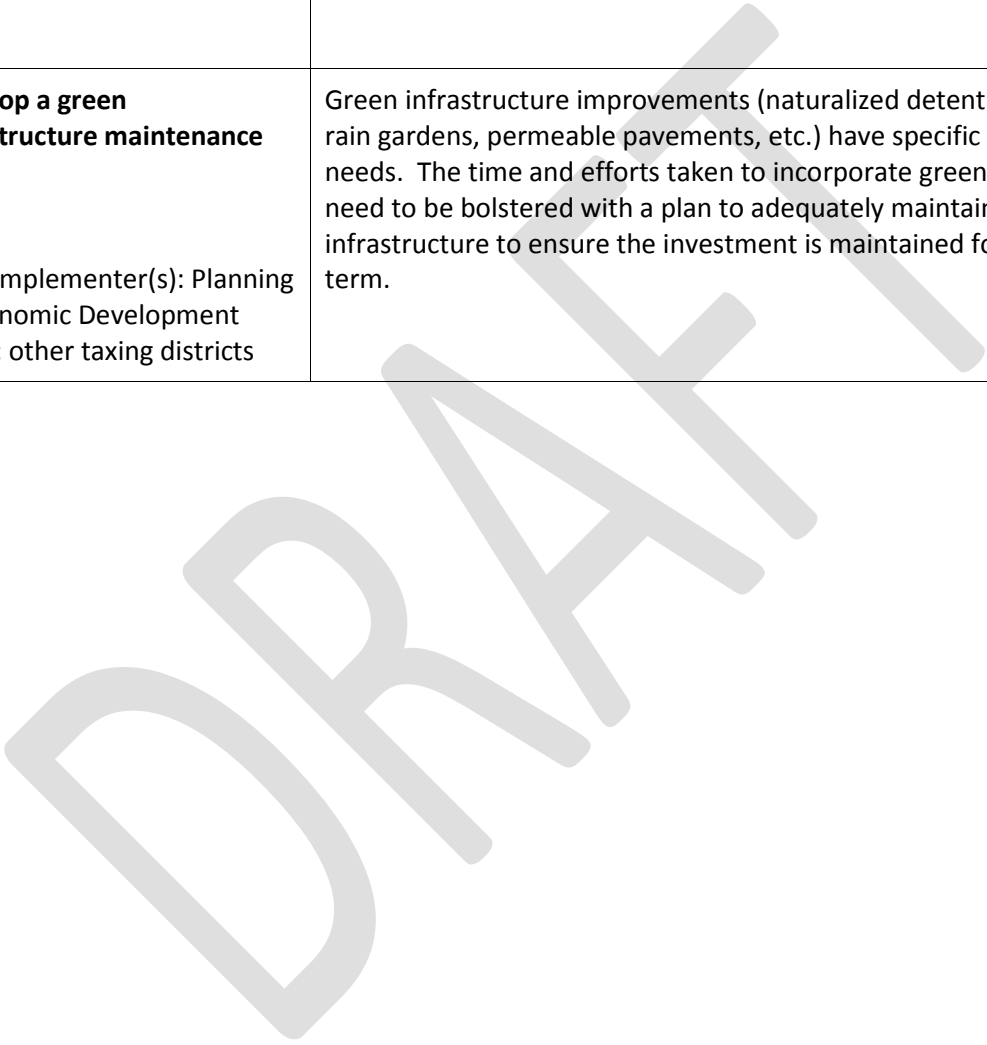 op a green
tructure maintenance
mplementer(s): Planning
nomic Development
: other taxing districts
Green infrastructure improvements (naturalized detent
rain gardens, permeable pavements, etc.) have specific
needs.  The time and efforts taken to incorporate green
need to be bolstered with a plan to adequately maintain
infrastructure to ensure the investment is maintained fo
term.
DRAFT